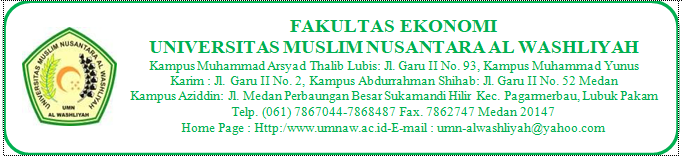 FAKULTAS EKONOMI
UNIVERSITAS MUSLIM NUSANTARA AL WASHLIYAH
Kampus Muhammad Arsyad Thalib Lubis: Jl. Garu II No. 93, Kampus Muhammad Yunus
Karim : Jl. Garu II No. 2, Kampus Abdurrahman Shihab: Jl. Garu II No. 52 Medan
Kampus Aziddin: Jl. Medan Perbaungan Besar Sukamandi Hilir Kec. Pagarmerbau, Lubuk Pakam
Telp. (061) 7867044-7868487 Fax. 7862747 Medan 20147
Home Page : Http:/www.umnaw.ac.id-E-mail : umn-alwashliyah@yahoo.com
UNIVERSITAS MUSLIM NUSANTARA AL WASHLIYAH
UMN
AL WASHLIYAH